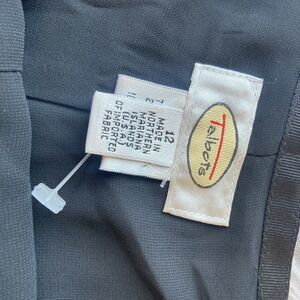 Talbots
12
MADE IN
NORTHERN
MARIANA
ISLANDS
(U.S.A.)
OF IMPORTED
FABRIC